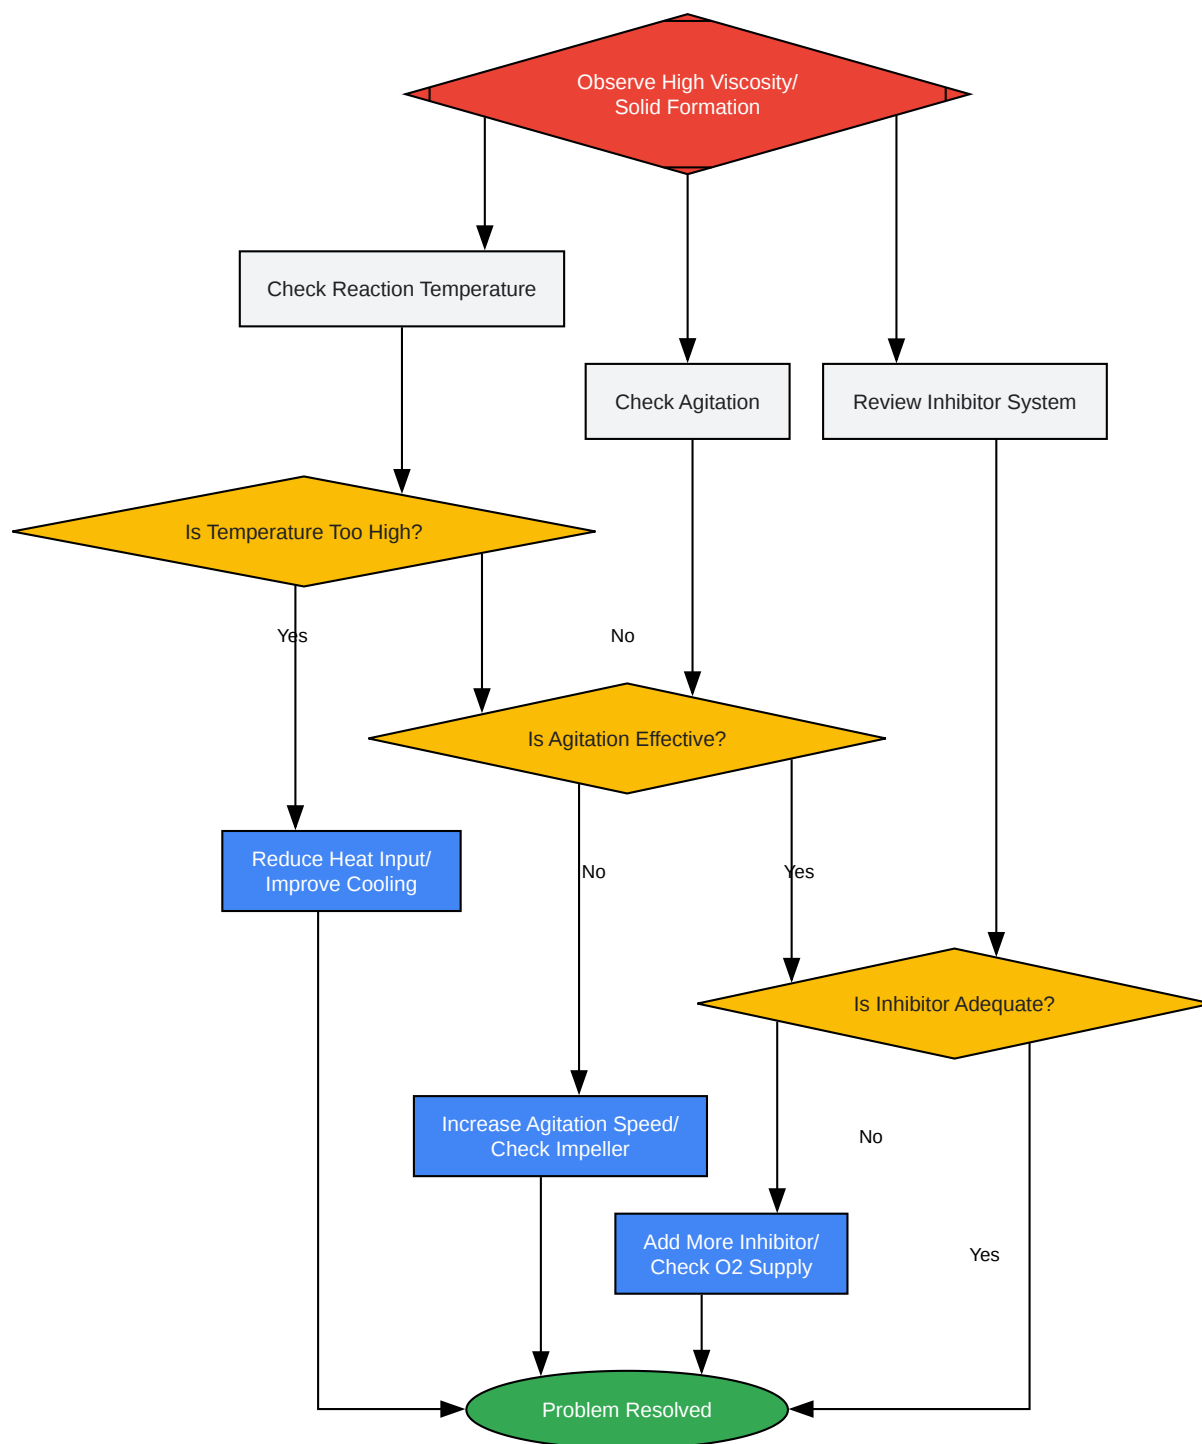 Observe High Viscosity/
Solid Formation
Check Reaction Temperature
Check Agitation
Review Inhibitor System
Is Temperature Too High?
Yes
No
Is Agitation Effective?
Reduce Heat Input/
Improve Cooling
No
Yes
Is Inhibitor Adequate?
Increase Agitation Speed/
Check Impeller
No
Add More Inhibitor/
Check O2 Supply
Yes
Problem Resolved